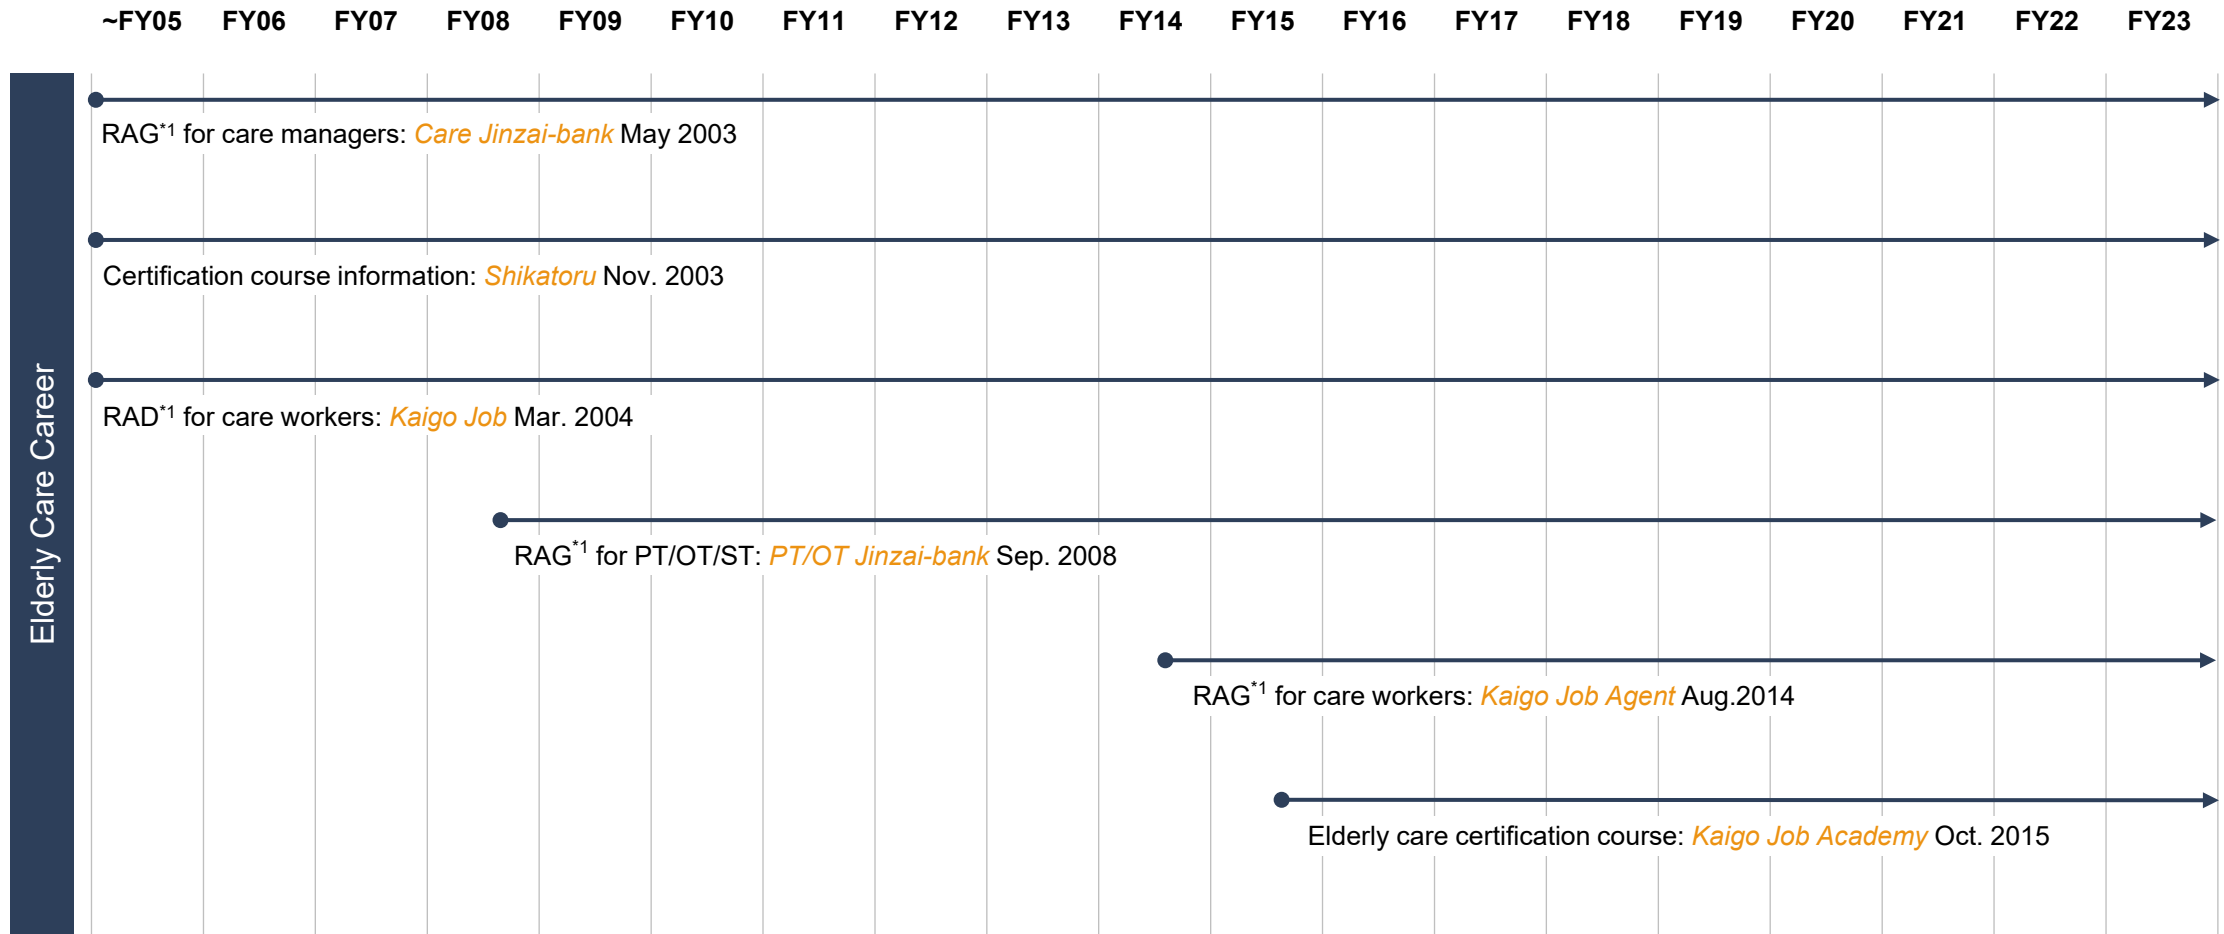 ~FY05 FY06 FY07 FY08 FY09 FY10 FY11 FY12 FY13 FY14 FY15 FY16 FY17 FY18 FY19 FY20 FY21 FY22 FY23
Elderly Care Career
RAG*1 for care managers: Care Jinzai-bank May 2003
Certification course information: Shikatoru Nov. 2003
RAD*1 for care workers: Kaigo Job Mar. 2004
RAG*1 for PT/OT/ST: PT/OT Jinzai-bank Sep. 2008
RAG*1 for care workers: Kaigo Job Agent Aug.2014
Elderly care certification course: Kaigo Job Academy Oct. 2015